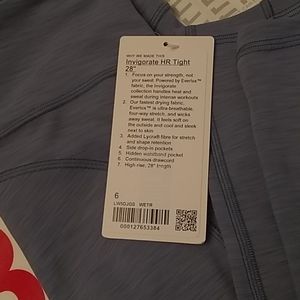 WHY WE MADE THIS
Invigorate HR Tight
28"
1. Focus on your strength, not
your sweat. Powered by Everlux™
fabric, the Invigorate
collection handles heat and
sweat during intense workouts
2. Our fastest drying fabric,
Everlux™ is ultra-breathable,
four-way stretch, and wicks
away sweat. It feels soft on
the outside and cool and sleek
next to skin
3. Added Lycra® fibre for stretch
and shape retention
4. Side drop-in pockets
5. Hidden waistband pocket
6. Continuous drawcord
7. High rise, 28" length
6
LW5DJGS WETR
000127653384